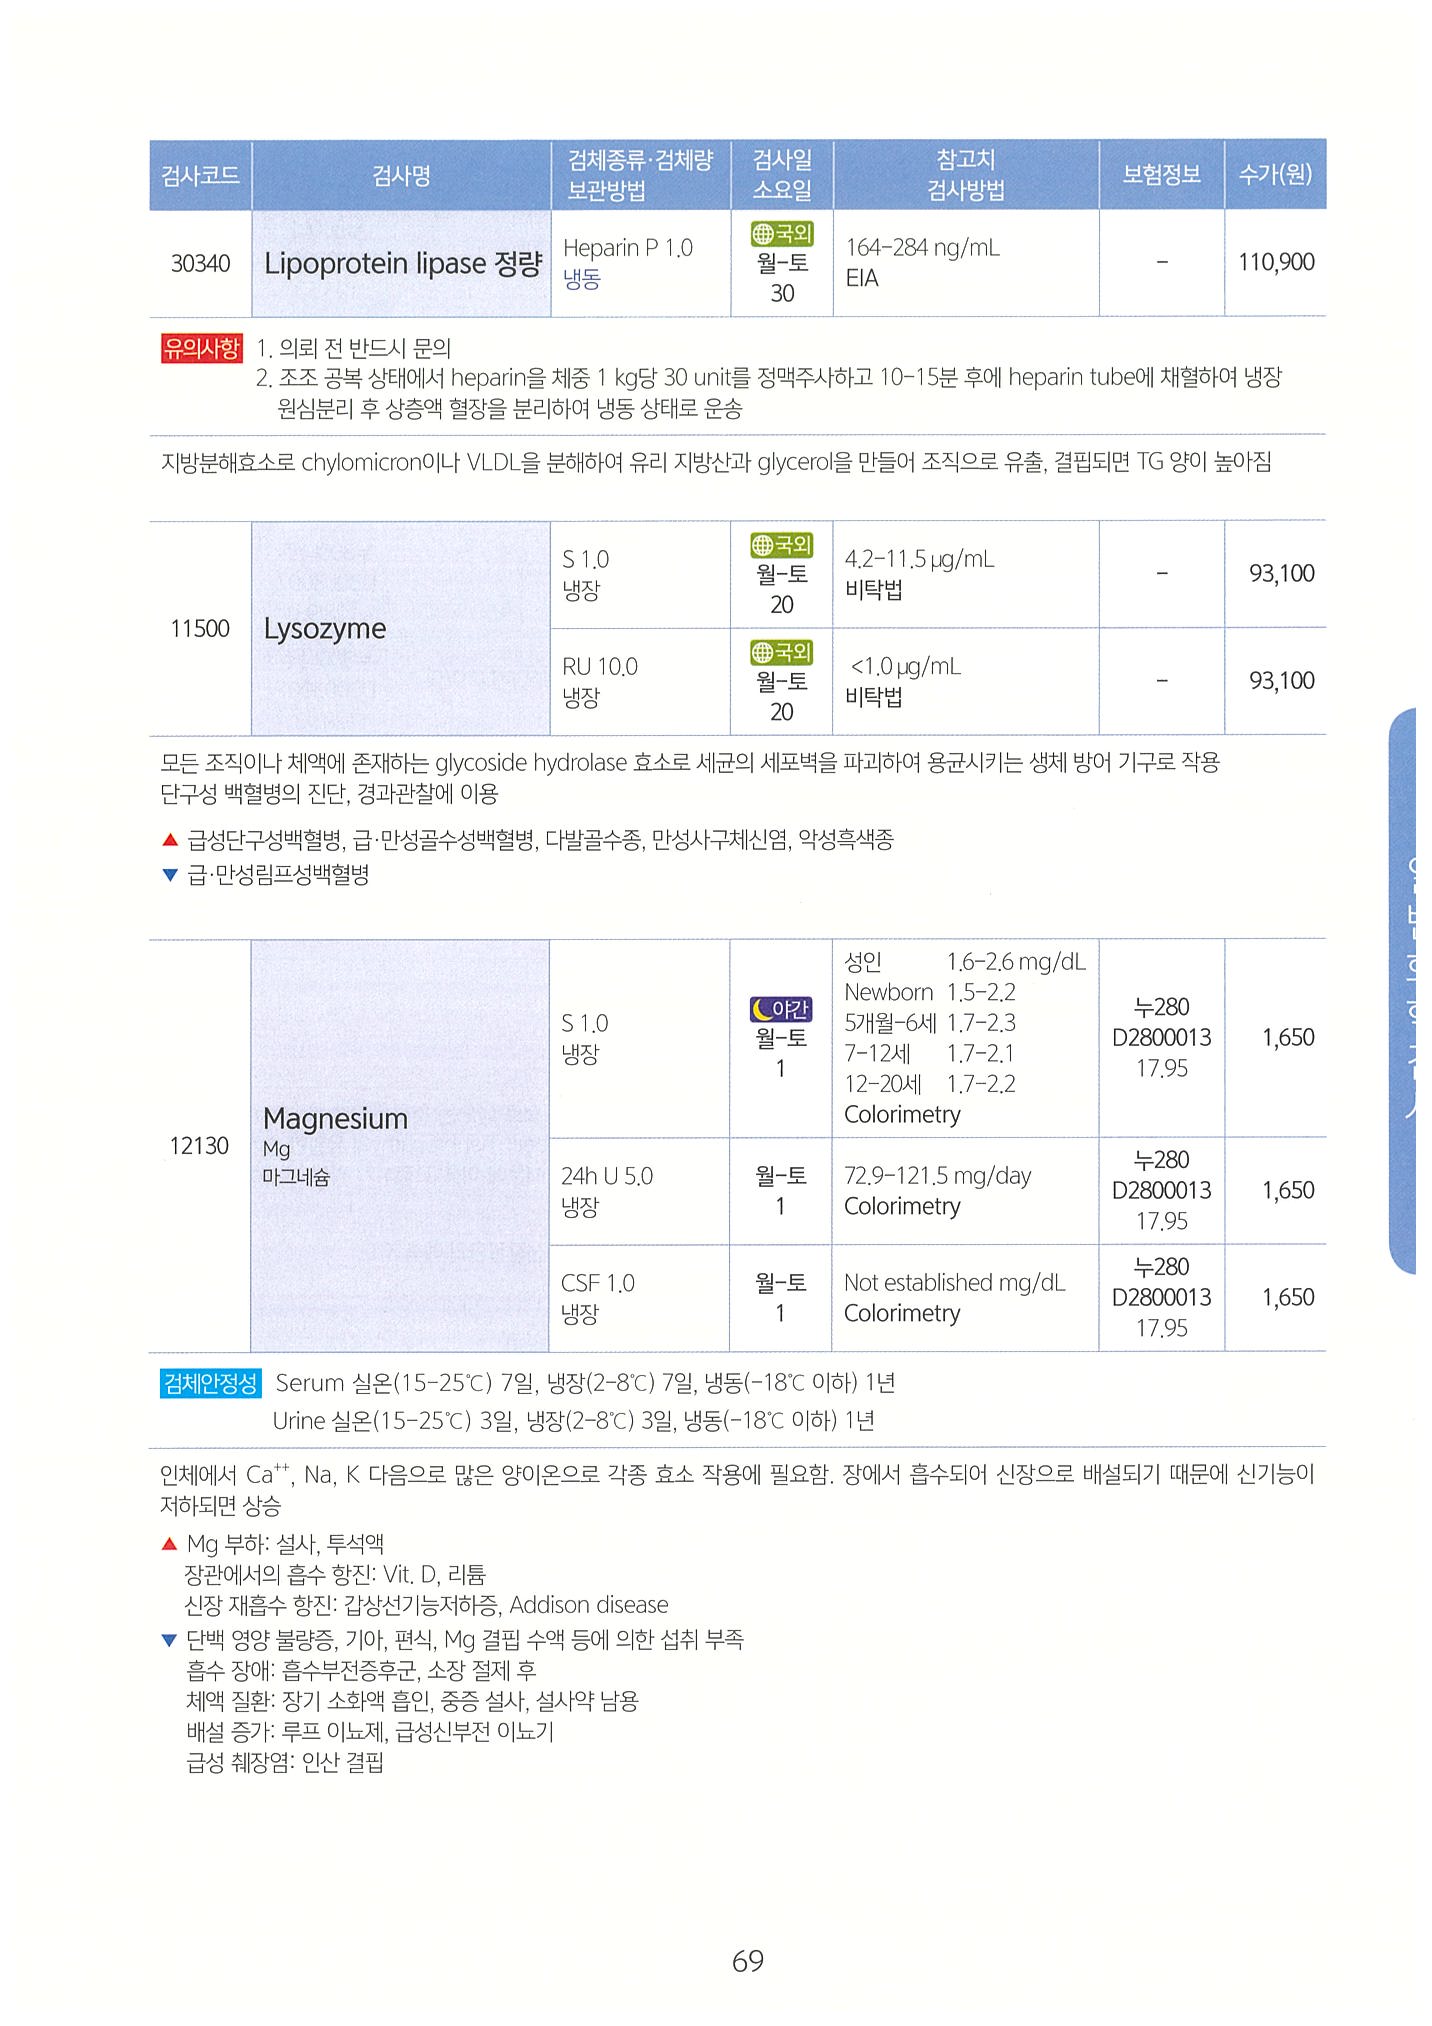 검사코드 검사명 검체종류·검체량 보관방법 검사일 소요일 참고치 검사방법 보험정보 수가(원)
30340 Lipoprotein lipase 정량 Heparin P 1.0 냉동 국외 월-토 30 164-284 ng/mL EIA - 110,900
유의사항 1. 의뢰 전 반드시 문의
2. 조조 공복 상태에서 heparin을 체중 1 kg당 30 unit를 정맥주사하고 10-15분 후에 heparin tube에 채혈하여 냉장
원심분리 후 상층액 혈장을 분리하여 냉동 상태로 운송
지방분해효소로 chylomicron이나 VLDL을 분해하여 유리 지방산과 glycerol을 만들어 조직으로 유출, 결핍되면 TG 양이 높아짐
11500 Lysozyme
S 1.0 냉장 국외 월-토 20 4.2-11.5 µg/mL 비탁법 - 93,100
RU 10.0 냉장 국외 월-토 20 <1.0 µg/mL 비탁법 - 93,100
모든 조직이나 체액에 존재하는 glycoside hydrolase 효소로 세균의 세포벽을 파괴하여 용균시키는 생체 방어 기구로 작용
단구성 백혈병의 진단, 경과관찰에 이용
▲ 급성단구성백혈병, 급·만성골수성백혈병, 다발골수종, 만성사구체신염, 악성흑색종
▼ 급·만성림프성백혈병
12130 Magnesium
Mg
마그네슘
S 1.0 냉장 야간 월-토 1
성인 1.6-2.6 mg/dL
Newborn 1.5-2.2
5개월-6세 1.7-2.3
7-12세 1.7-2.1
12-20세 1.7-2.2
Colorimetry
누280 D2800013 17.95 1,650
24h U 5.0 냉장 월-토 1 72.9-121.5 mg/day Colorimetry 누280 D2800013 17.95 1,650
CSF 1.0 냉장 월-토 1 Not established mg/dL Colorimetry 누280 D2800013 17.95 1,650
검체안정성 Serum 실온(15-25℃) 7일, 냉장(2-8℃) 7일, 냉동(-18℃ 이하) 1년
Urine 실온(15-25℃) 3일, 냉장(2-8℃) 3일, 냉동(-18℃ 이하) 1년
인체에서 Ca⁺⁺, Na, K 다음으로 많은 양이온으로 각종 효소 작용에 필요함. 장에서 흡수되어 신장으로 배설되기 때문에 신기능이
저하되면 상승
▲ Mg 부하: 설사, 투석액
장관에서의 흡수 항진: Vit. D, 리튬
신장 재흡수 항진: 갑상선기능저하증, Addison disease
▼ 단백 영양 불량증, 기아, 편식, Mg 결핍 수액 등에 의한 섭취 부족
흡수 장애: 흡수부전증후군, 소장 절제 후
체액 질환: 장기 소화액 흡인, 중증 설사, 설사약 남용
배설 증가: 루프 이뇨제, 급성신부전 이뇨기
급성 췌장염: 인산 결핍
69